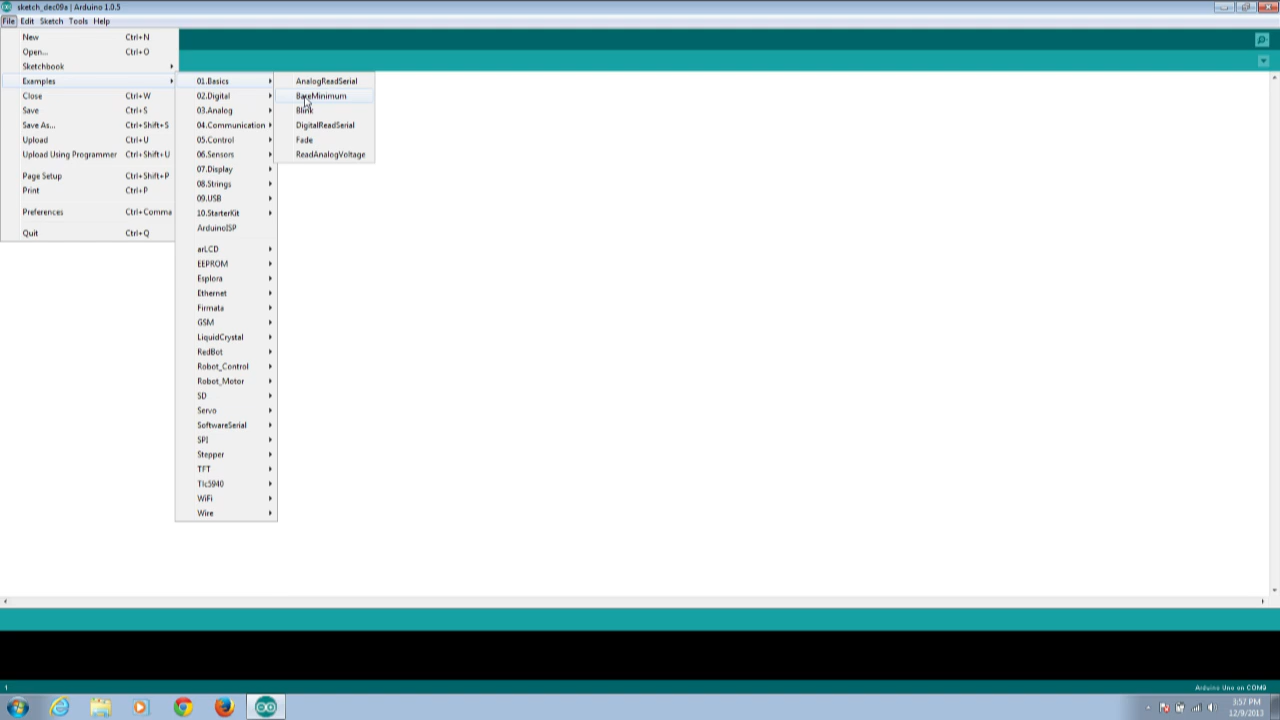 sketch_dec09a | Arduino 1.0.5
File Edit Sketch Tools Help
New Ctrl+N
Open... Ctrl+O
Sketchbook
Examples
Close Ctrl+W
Save Ctrl+S
Save As... Ctrl+Shift+S
Upload Ctrl+U
Upload Using Programmer Ctrl+Shift+U
Page Setup Ctrl+Shift+P
Print Ctrl+P
Preferences Ctrl+Comma
Quit Ctrl+Q
01.Basics
02.Digital
03.Analog
04.Communication
05.Control
06.Sensors
07.Display
08.Strings
09.USB
10.StarterKit
ArduinoISP
arLCD
EEPROM
Esplora
Ethernet
Firmata
GSM
LiquidCrystal
RedBot
Robot_Control
Robot_Motor
SD
Servo
SoftwareSerial
SPI
Stepper
TFT
Tlc5940
WiFi
Wire
AnalogReadSerial
BareMinimum
Blink
DigitalReadSerial
Fade
ReadAnalogVoltage
1
Arduino Uno on COM9
3:57 PM
12/9/2013